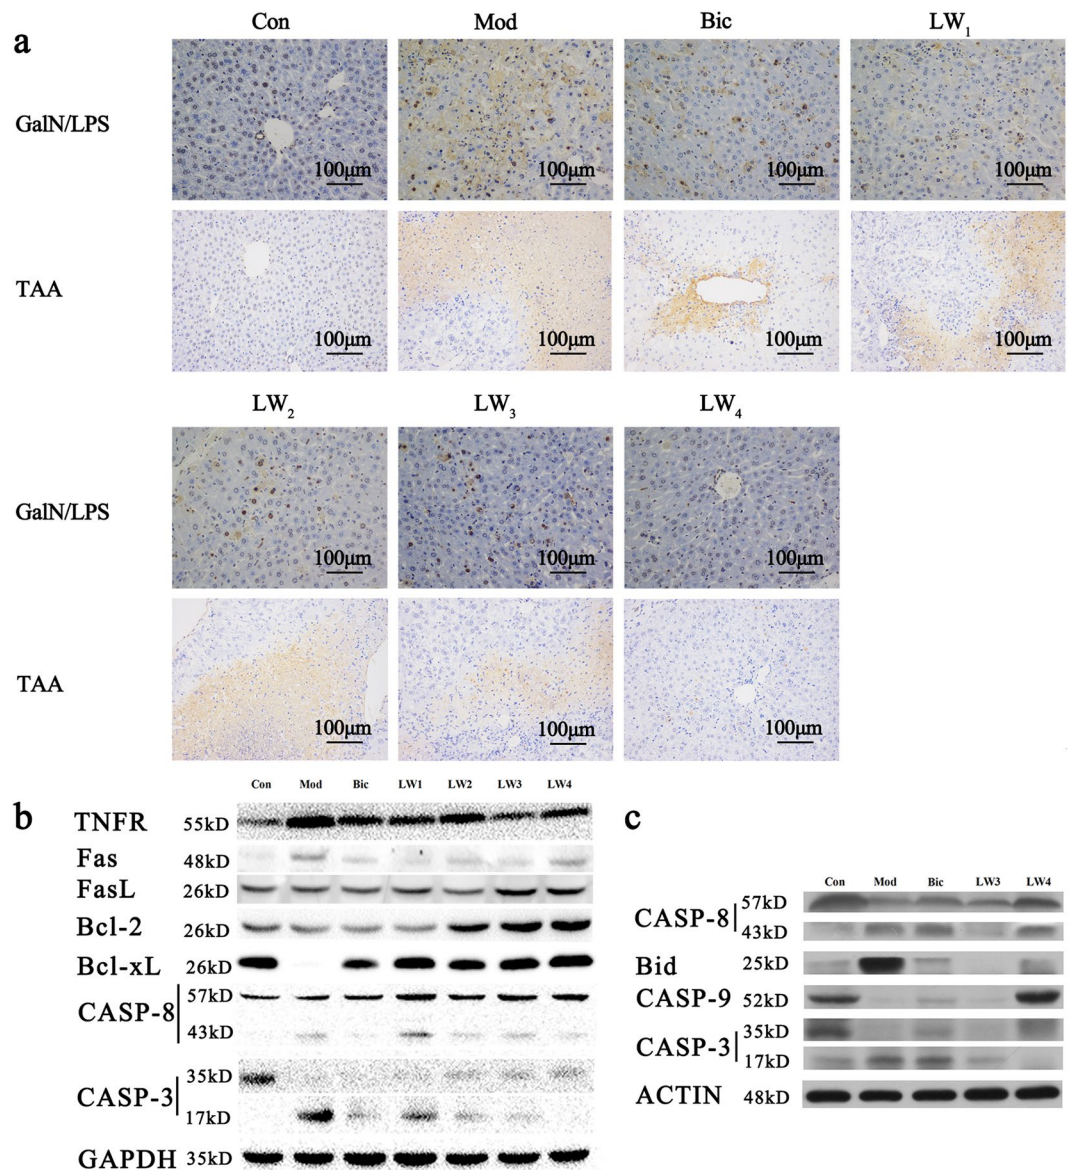 a
Con Mod Bic LW1
GalN/LPS
100μm 100μm 100μm 100μm
TAA
100μm 100μm 100μm 100μm
LW2 LW3 LW4
GalN/LPS
100μm 100μm 100μm
TAA
100μm 100μm 100μm
b
Con Mod Bic LW1 LW2 LW3 LW4
TNFR 55kD
Fas 48kD
FasL 26kD
Bcl-2 26kD
Bcl-xL 26kD
CASP-8 57kD
43kD
CASP-3 35kD
17kD
GAPDH 35kD
c
Con Mod Bic LW3 LW4
CASP-8 57kD
43kD
Bid 25kD
CASP-9 52kD
CASP-3 35kD
17kD
ACTIN 48kD